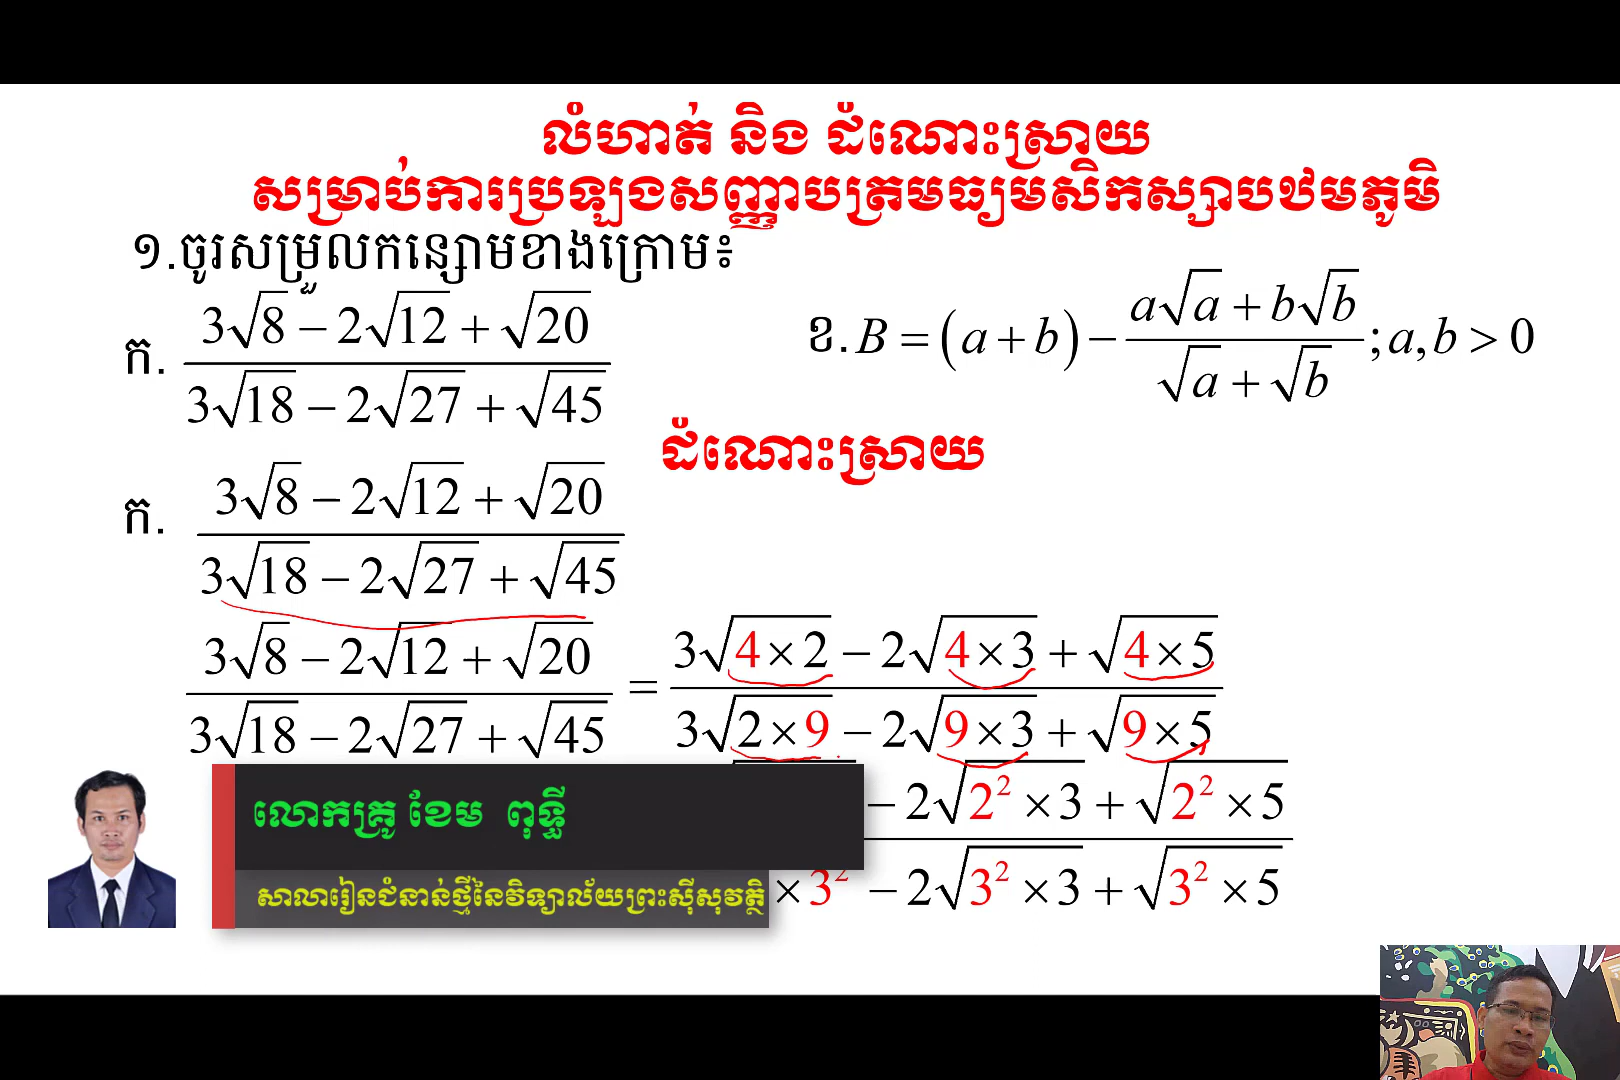 លំហាត់ និង ដំណោះស្រាយ
សម្រាប់ការប្រឡងសញ្ញាបត្រមធ្យមសិកស្សាបឋមភូមិ
១.ចូរសម្រួលកន្សោមខាងក្រោម៖
ក. (3√8 − 2√12 + √20) / (3√18 − 2√27 + √45)
ខ. B = (a + b) − (a√a + b√b) / (√a + √b) ; a, b > 0
ដំណោះស្រាយ
ក. (3√8 − 2√12 + √20) / (3√18 − 2√27 + √45)
(3√8 − 2√12 + √20) / (3√18 − 2√27 + √45) = (3√(4×2) − 2√(4×3) + √(4×5)) / (3√(2×9) − 2√(9×3) + √(9×5))
− 2√(2²×3) + √(2²×5)
×3² − 2√(3²×3) + √(3²×5)
លោកគ្រូ ខែម ពុទ្ធី
សាលារៀនជំនាន់ថ្មីនៃវិទ្យាល័យព្រះស៊ីសុវត្ថិ